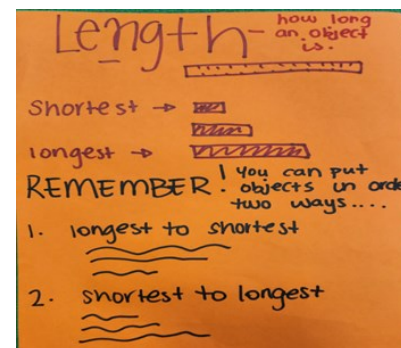 Length - how long
an object
is.
Shortest →
longest →
REMEMBER! you can put
objects in orde
two ways....
1. longest to shortest
2. shortest to longest